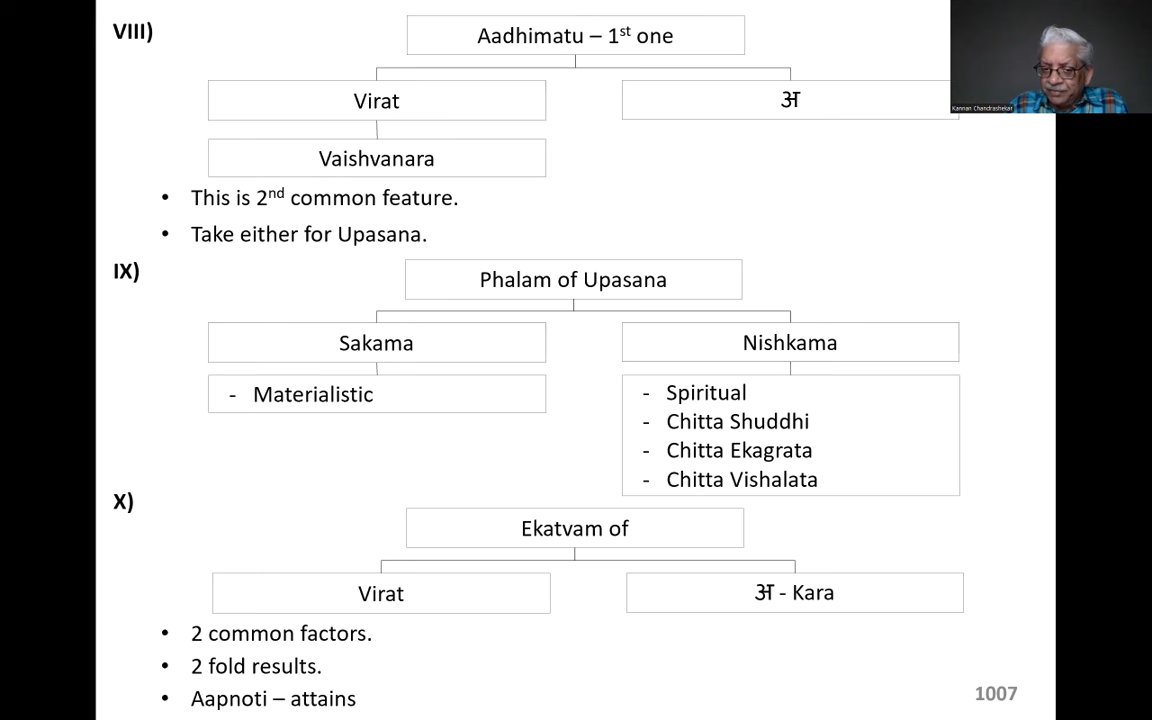 VIII)
Aadhimatu – 1st one
Virat
अ
Vaishvanara
• This is 2nd common feature.
• Take either for Upasana.
IX)
Phalam of Upasana
Sakama
Nishkama
- Materialistic
- Spiritual
- Chitta Shuddhi
- Chitta Ekagrata
- Chitta Vishalata
X)
Ekatvam of
Virat
अ - Kara
• 2 common factors.
• 2 fold results.
• Aapnoti – attains
1007
Kannan Chandrashekar